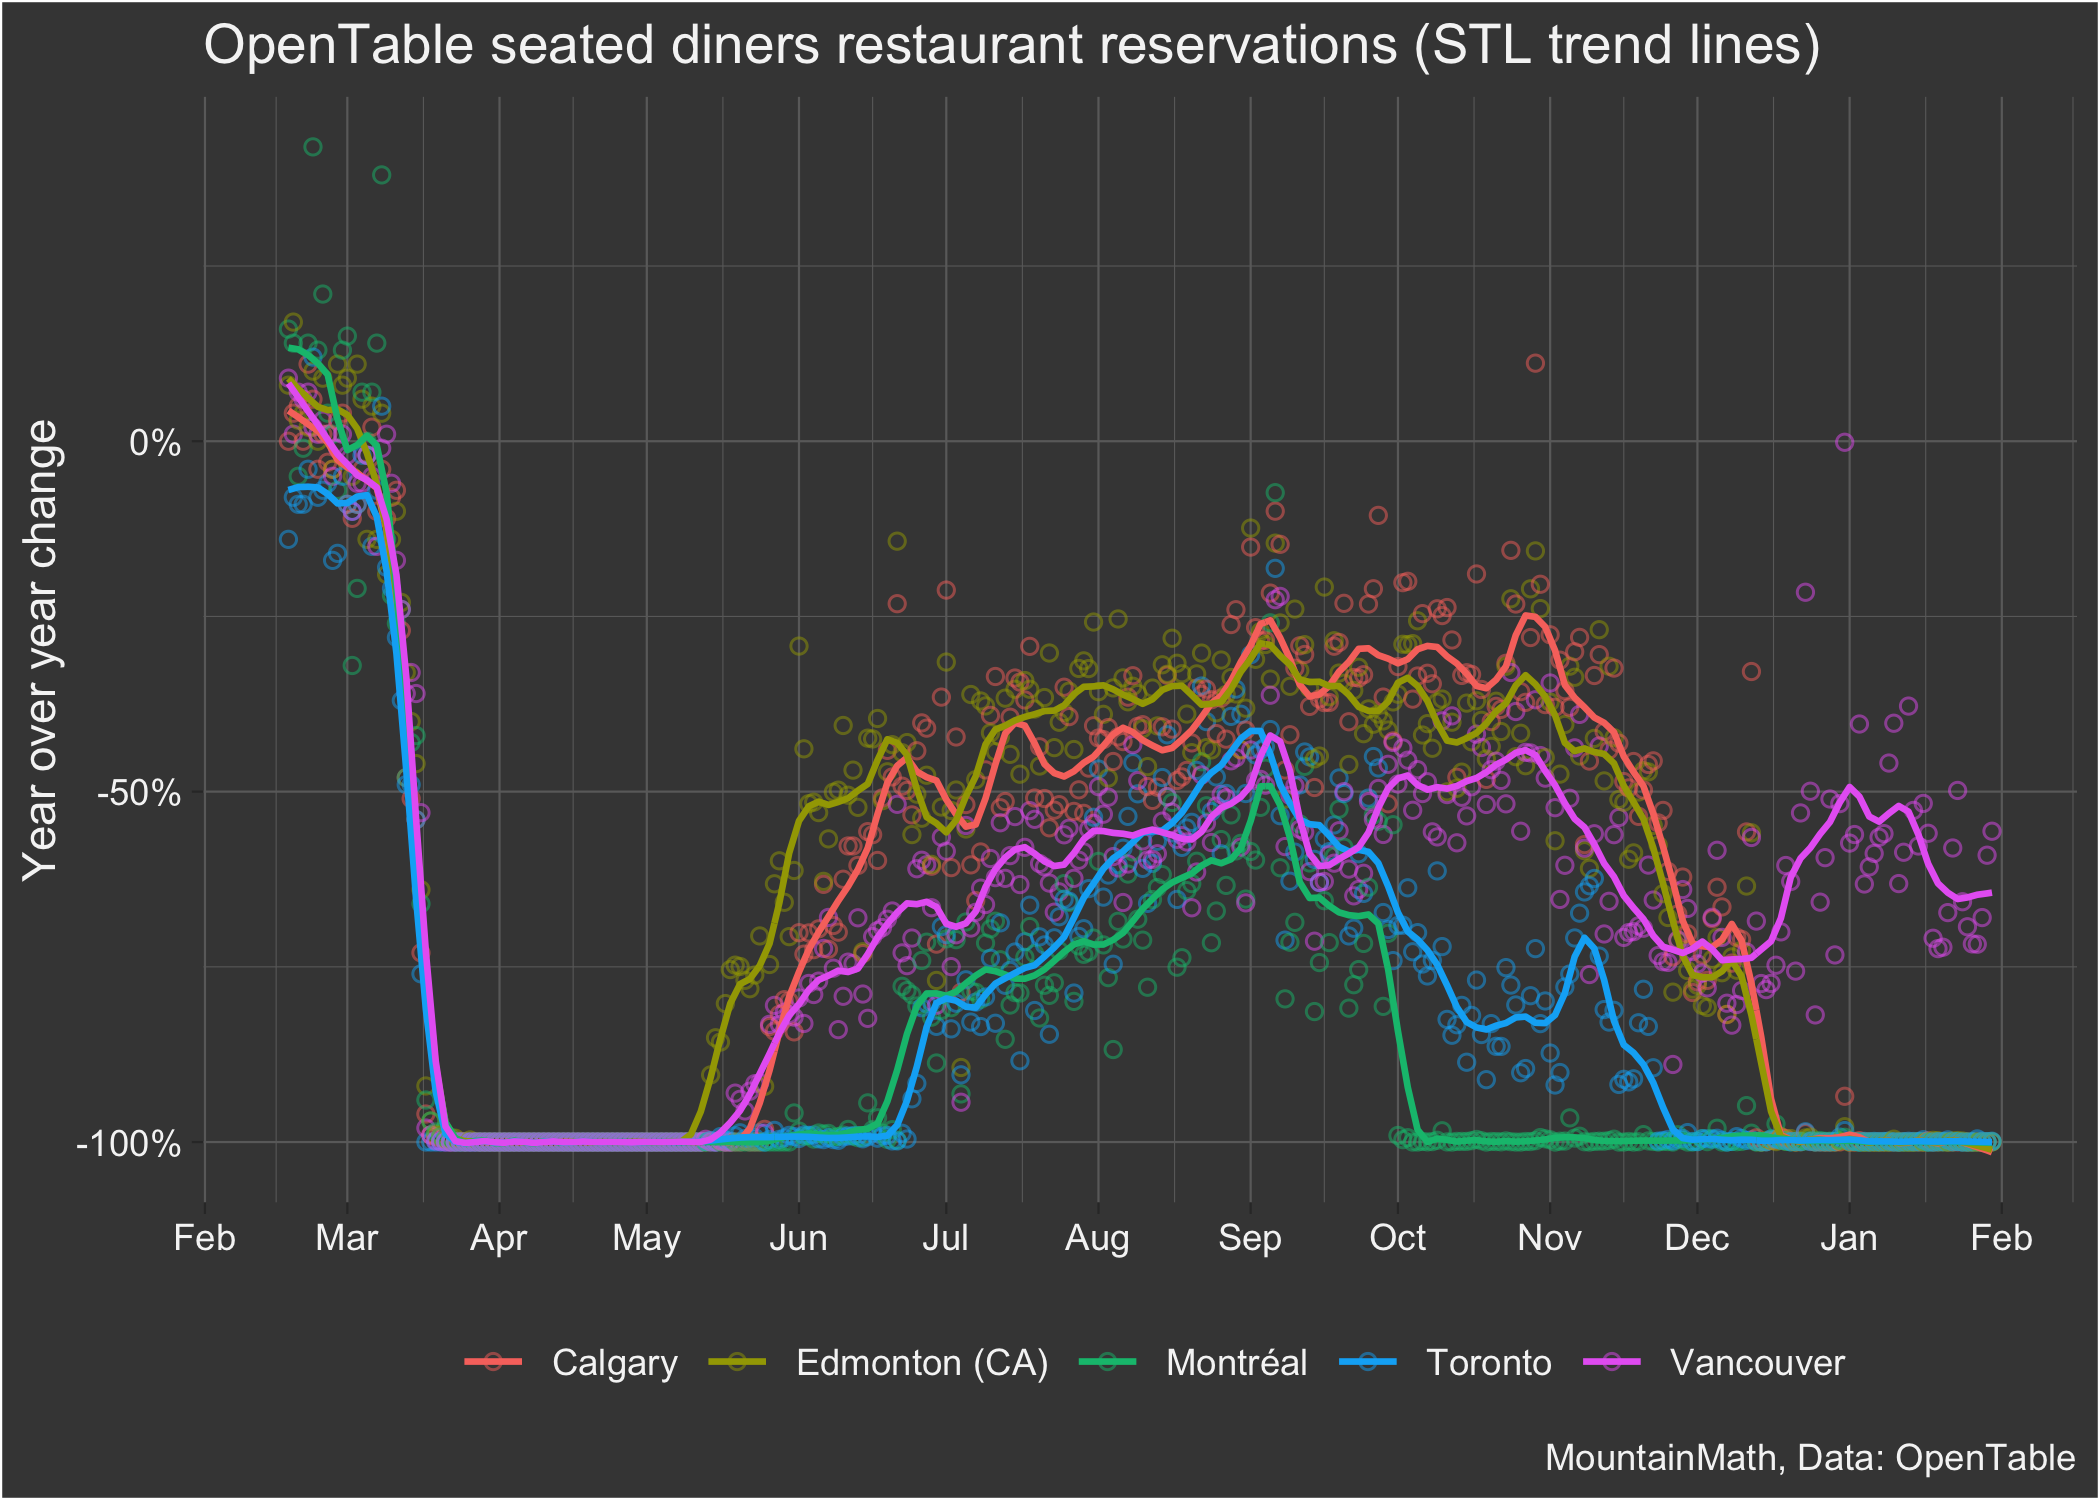 OpenTable seated diners restaurant reservations (STL trend lines)
Year over year change
0%
-50%
-100%
Feb Mar Apr May Jun Jul Aug Sep Oct Nov Dec Jan Feb
Calgary Edmonton (CA) Montréal Toronto Vancouver
MountainMath, Data: OpenTable